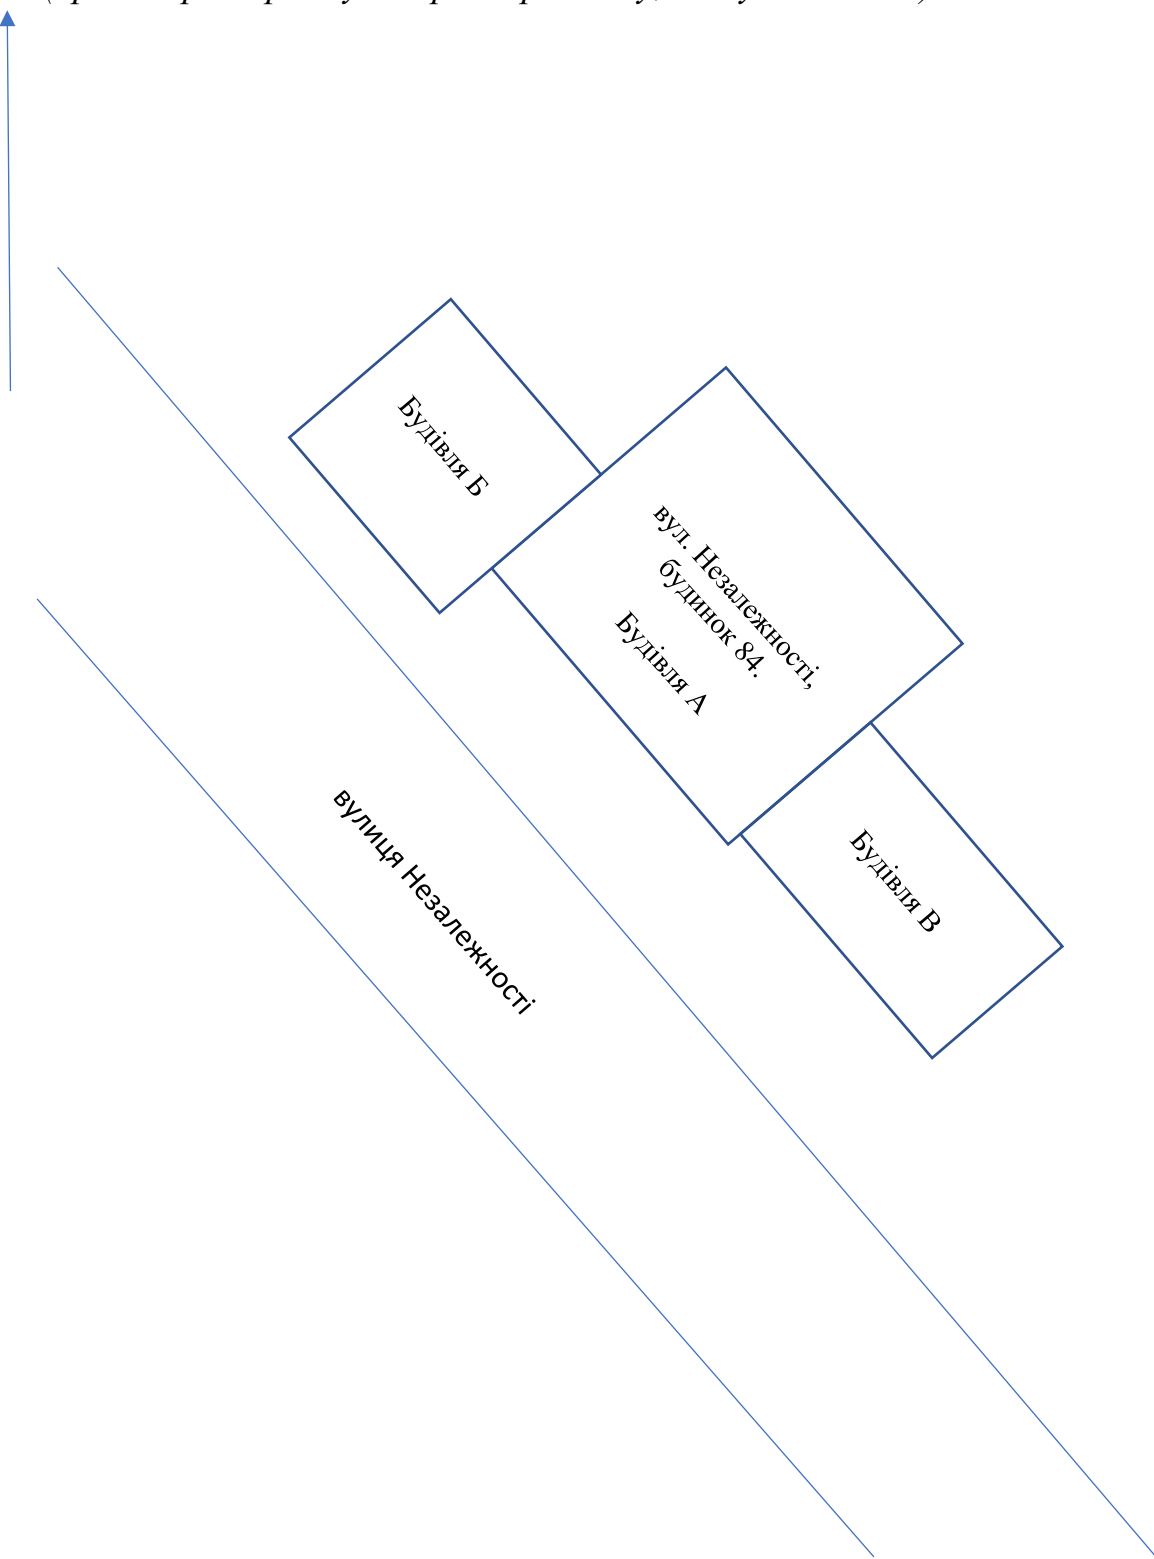 Будівля Б
вул. Незалежності,
будинок 84.
Будівля А
вулиця Незалежності
Будівля В